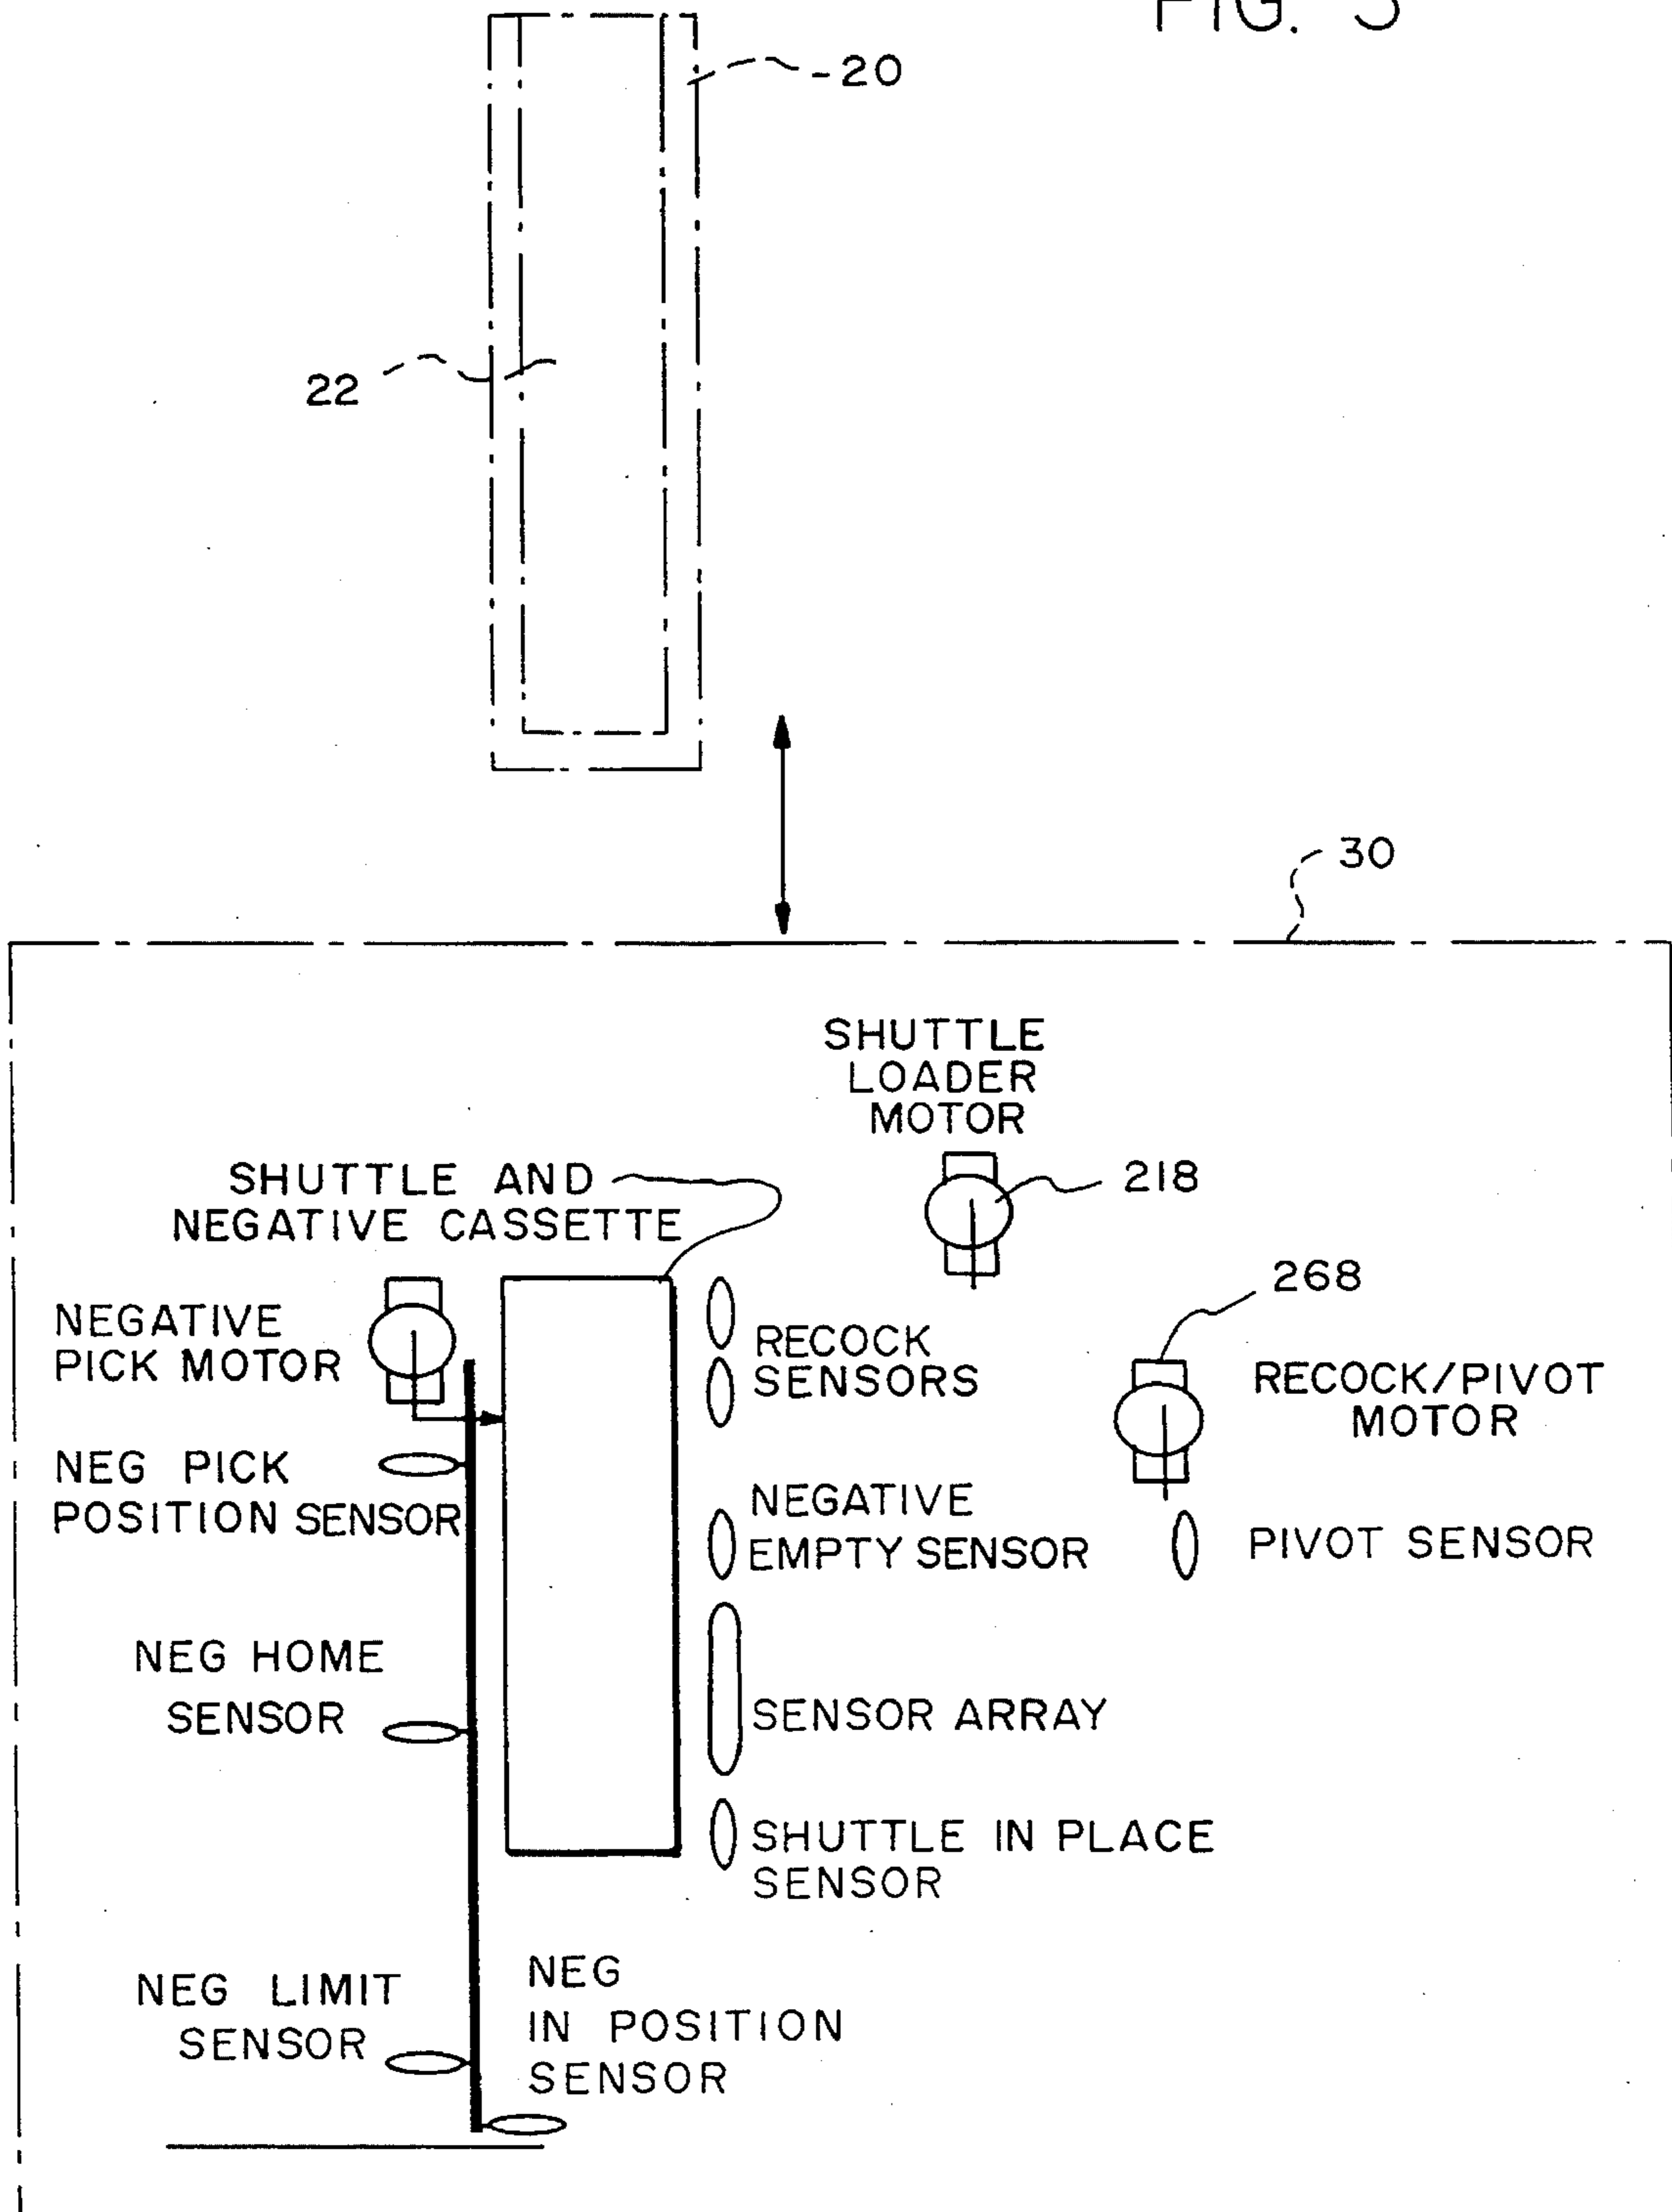 FIG. 3
20
22
30
SHUTTLE
LOADER
MOTOR
218
SHUTTLE AND
NEGATIVE CASSETTE
268
NEGATIVE
PICK MOTOR
RECOCK
SENSORS
RECOCK/PIVOT
MOTOR
NEG PICK
POSITION SENSOR
NEGATIVE
EMPTY SENSOR
PIVOT SENSOR
NEG HOME
SENSOR
SENSOR ARRAY
SHUTTLE IN PLACE
SENSOR
NEG LIMIT
SENSOR
NEG
IN POSITION
SENSOR